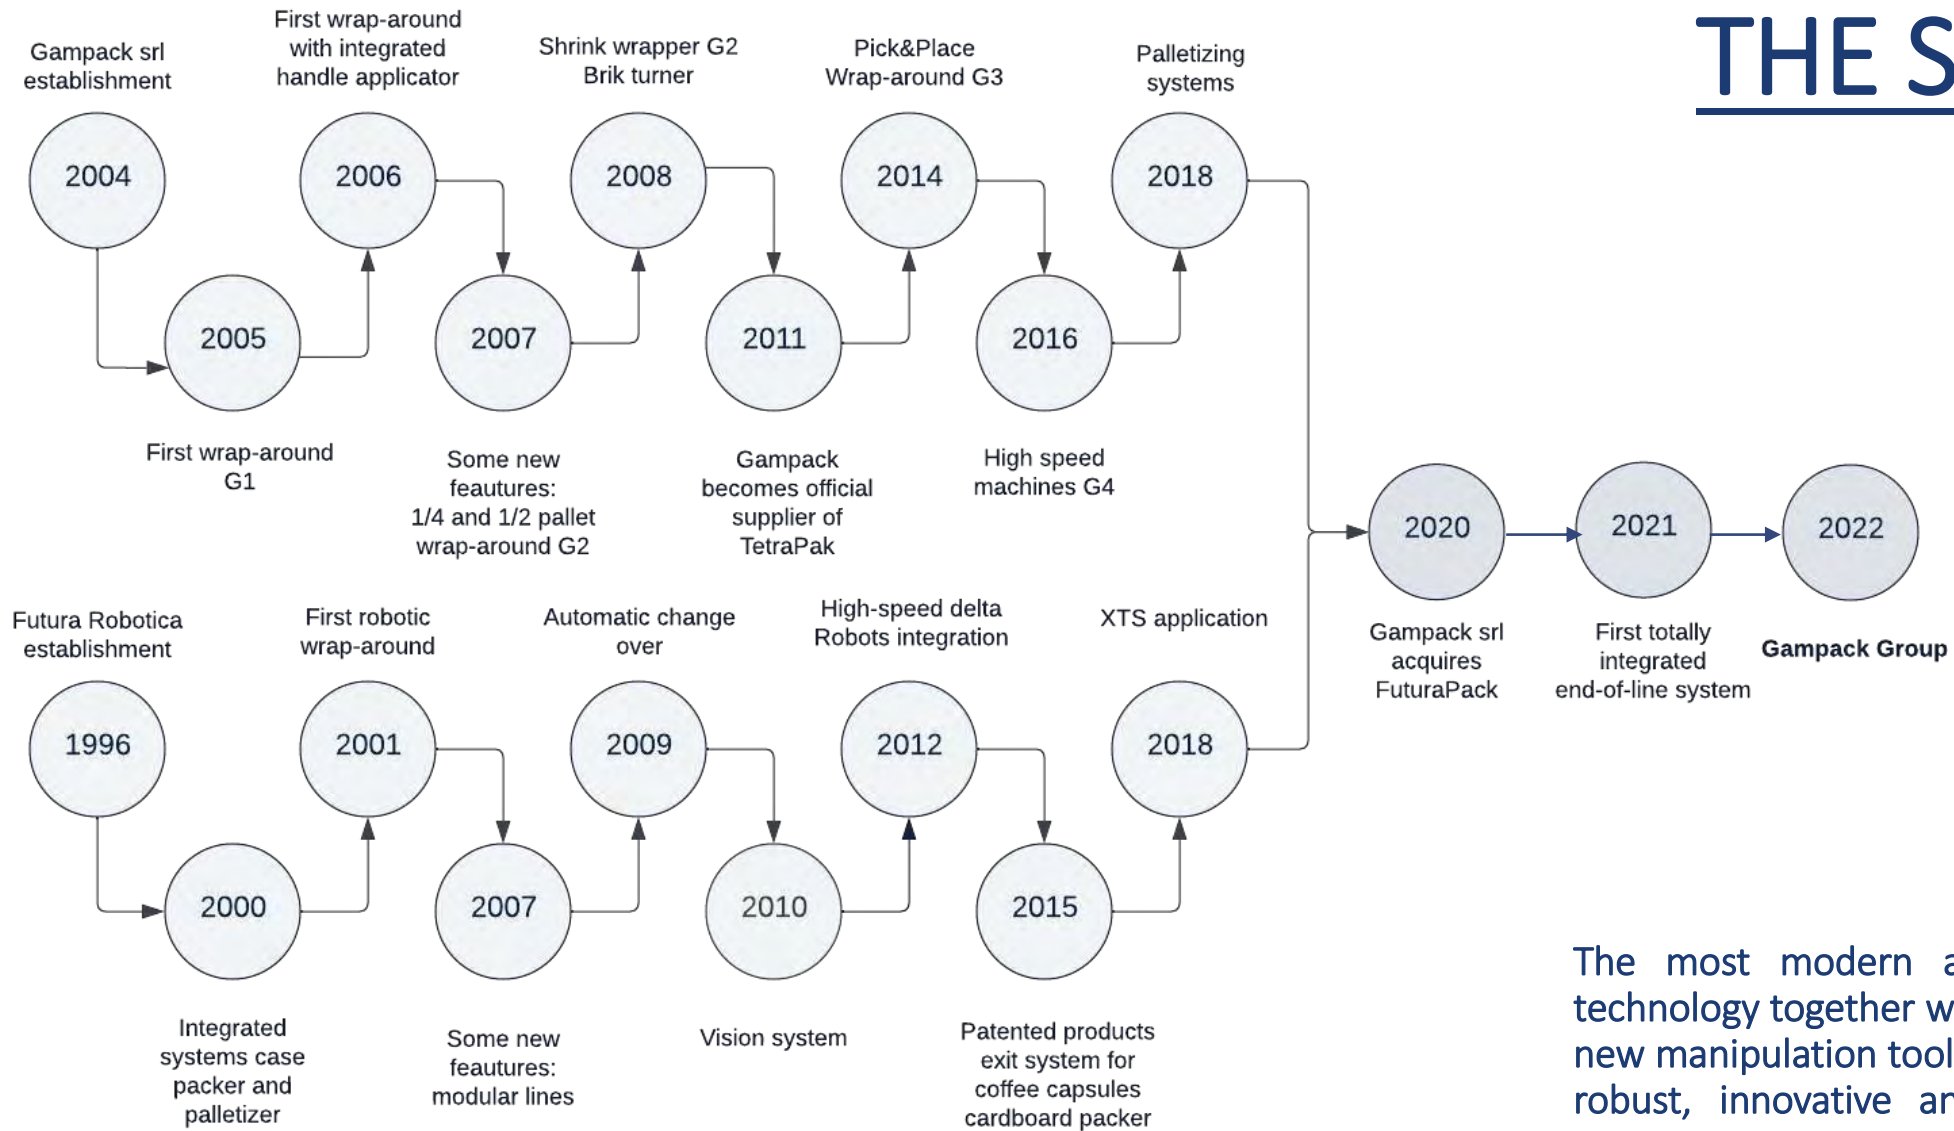 THE S
Gampack srl
establishment
2004
2005
First wrap-around
G1
First wrap-around
with integrated
handle applicator
2006
2007
Some new
feautures:
1/4 and 1/2 pallet
wrap-around G2
Shrink wrapper G2
Brik turner
2008
2011
Gampack
becomes official
supplier of
TetraPak
Pick&Place
Wrap-around G3
2014
2016
High speed
machines G4
Palletizing
systems
2018
Futura Robotica
establishment
1996
2000
Integrated
systems case
packer and
palletizer
First robotic
wrap-around
2001
2007
Some new
feautures:
modular lines
Automatic change
over
2009
2010
Vision system
High-speed delta
Robots integration
2012
2015
Patented products
exit system for
coffee capsules
cardboard packer
XTS application
2018
2020
Gampack srl
acquires
FuturaPack
2021
First totally
integrated
end-of-line system
2022
Gampack Group
The most modern a
technology together w
new manipulation tool
robust, innovative an